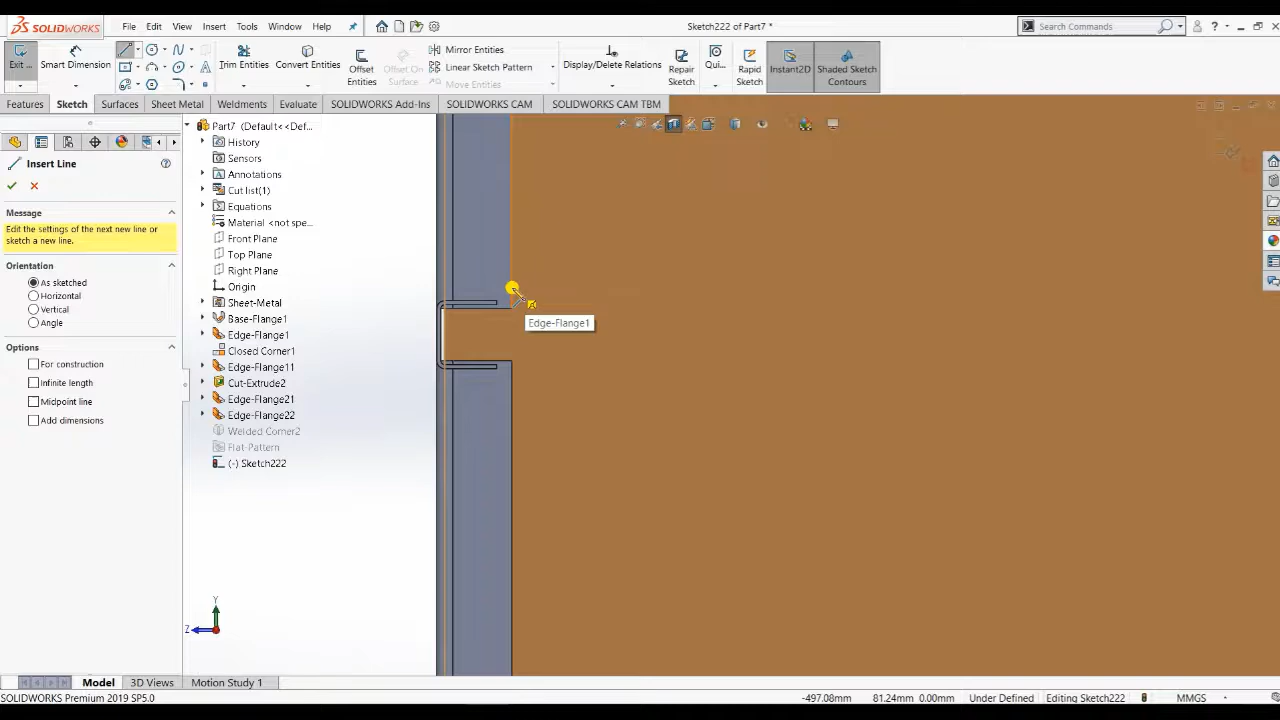 SOLIDWORKS File Edit View Insert Tools Window Help Sketch222 of Part7 * Search Commands
Exit ... Smart Dimension Trim Entities Convert Entities Offset Entities Offset On Surface Mirror Entities Linear Sketch Pattern Move Entities Display/Delete Relations Repair Sketch Qui... Rapid Sketch Instant2D Shaded Sketch Contours
Features Sketch Surfaces Sheet Metal Weldments Evaluate SOLIDWORKS Add-Ins SOLIDWORKS CAM SOLIDWORKS CAM TBM
Insert Line
Message
Edit the settings of the next new line or
sketch a new line.
Orientation
As sketched
Horizontal
Vertical
Angle
Options
For construction
Infinite length
Midpoint line
Add dimensions
Part7 (Default<<Def...
History
Sensors
Annotations
Cut list(1)
Equations
Material <not spe...
Front Plane
Top Plane
Right Plane
Origin
Sheet-Metal
Base-Flange1
Edge-Flange1
Closed Corner1
Edge-Flange11
Cut-Extrude2
Edge-Flange21
Edge-Flange22
Welded Corner2
Flat-Pattern
(-) Sketch222
Edge-Flange1
Y
Z
Model 3D Views Motion Study 1
SOLIDWORKS Premium 2019 SP5.0 -497.08mm 81.24mm 0.00mm Under Defined Editing Sketch222 MMGS